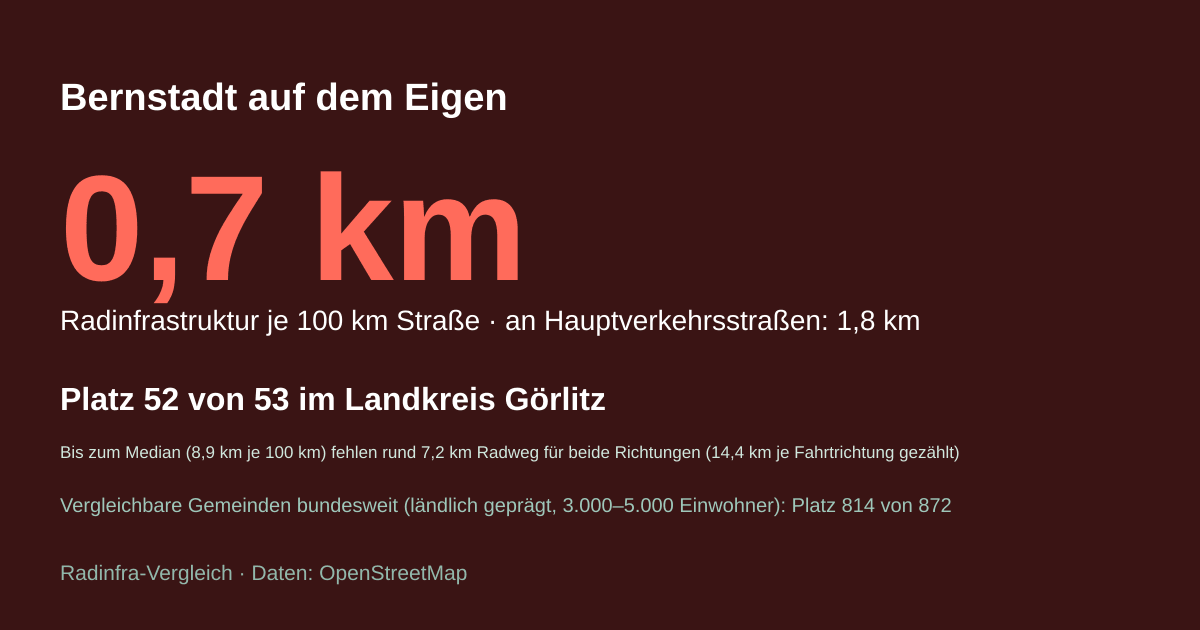 Bernstadt auf dem Eigen
0,7 km
Radinfrastruktur je 100 km Straße · an Hauptverkehrsstraßen: 1,8 km
Platz 52 von 53 im Landkreis Görlitz
Bis zum Median (8,9 km je 100 km) fehlen rund 7,2 km Radweg für beide Richtungen (14,4 km je Fahrtrichtung gezählt)
Vergleichbare Gemeinden bundesweit (ländlich geprägt, 3.000–5.000 Einwohner): Platz 814 von 872
Radinfra-Vergleich · Daten: OpenStreetMap